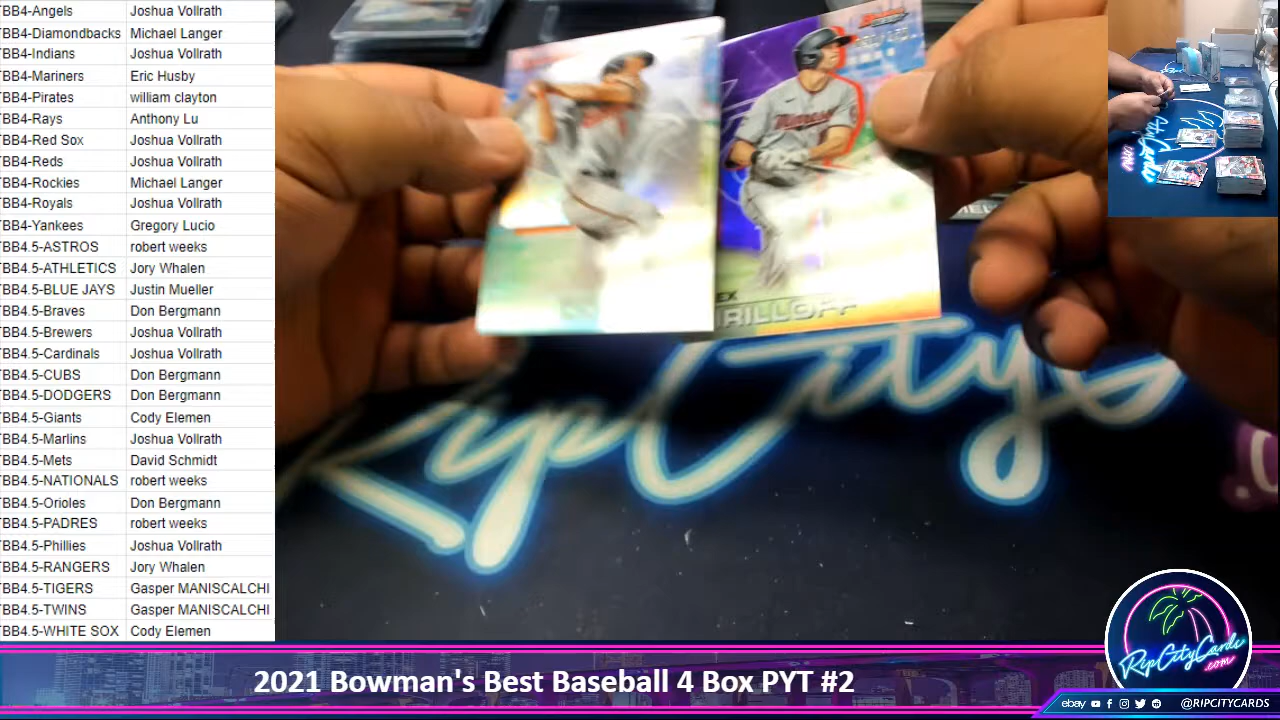 BB4-Angels Joshua Vollrath
BB4-Diamondbacks Michael Langer
BB4-Indians Joshua Vollrath
BB4-Mariners Eric Husby
BB4-Pirates william clayton
BB4-Rays Anthony Lu
BB4-Red Sox Joshua Vollrath
BB4-Reds Joshua Vollrath
BB4-Rockies Michael Langer
BB4-Royals Joshua Vollrath
BB4-Yankees Gregory Lucio
BB4.5-ASTROS robert weeks
BB4.5-ATHLETICS Jory Whalen
BB4.5-BLUE JAYS Justin Mueller
BB4.5-Braves Don Bergmann
BB4.5-Brewers Joshua Vollrath
BB4.5-Cardinals Joshua Vollrath
BB4.5-CUBS Don Bergmann
BB4.5-DODGERS Don Bergmann
BB4.5-Giants Cody Elemen
BB4.5-Marlins Joshua Vollrath
BB4.5-Mets David Schmidt
BB4.5-NATIONALS robert weeks
BB4.5-Orioles Don Bergmann
BB4.5-PADRES robert weeks
BB4.5-Phillies Joshua Vollrath
BB4.5-RANGERS Jory Whalen
BB4.5-TIGERS Gasper MANISCALCHI
BB4.5-TWINS Gasper MANISCALCHI
BB4.5-WHITE SOX Cody Elemen
EX
IRILLOFF
RipCitys
2021 Bowman's Best Baseball 4 Box PYT #2
RipCityCards
.com
ebay @RIPCITYCARDS